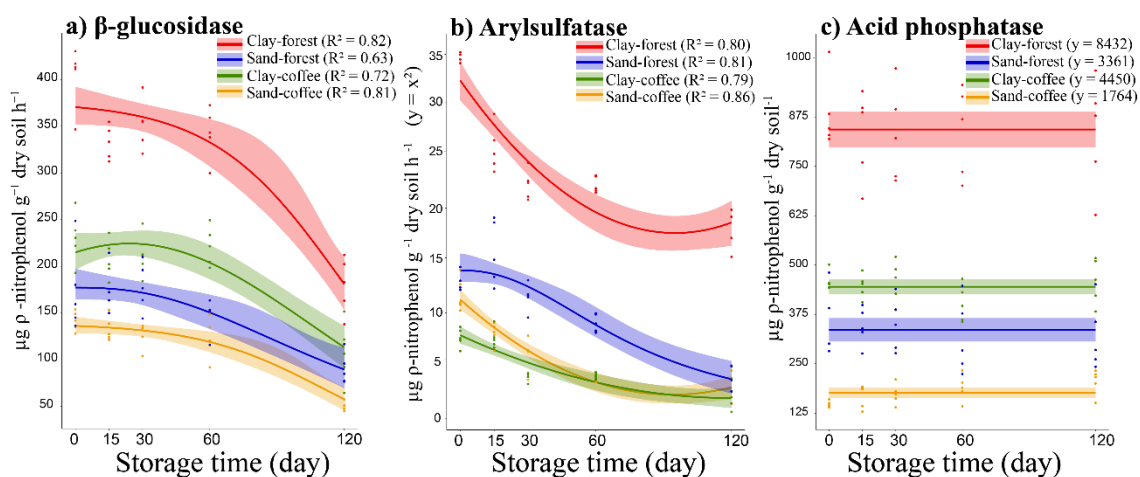 a) β-glucosidase
Clay-forest (R² = 0.82)
Sand-forest (R² = 0.63)
Clay-coffee (R² = 0.72)
Sand-coffee (R² = 0.81)
µg ρ -nitrophenol g⁻¹ dry soil h⁻¹
400
350
300
250
200
150
100
50
0
15
30
60
120
Storage time (day)
b) Arylsulfatase
Clay-forest (R² = 0.80)
Sand-forest (R² = 0.81)
Clay-coffee (R² = 0.79)
Sand-coffee (R² = 0.86)
µg ρ-nitrophenol g ⁻¹ dry soil h ⁻¹ (y = x²)
35
30
25
20
15
10
5
0
0
15
30
60
120
Storage time (day)
c) Acid phosphatase
Clay-forest (y = 8432)
Sand-forest (y = 3361)
Clay-coffee (y = 4450)
Sand-coffee (y = 1764)
µg ρ-nitrophenol g⁻¹ dry soil⁻¹
1000
875
750
625
500
375
250
125
0
15
30
60
120
Storage time (day)